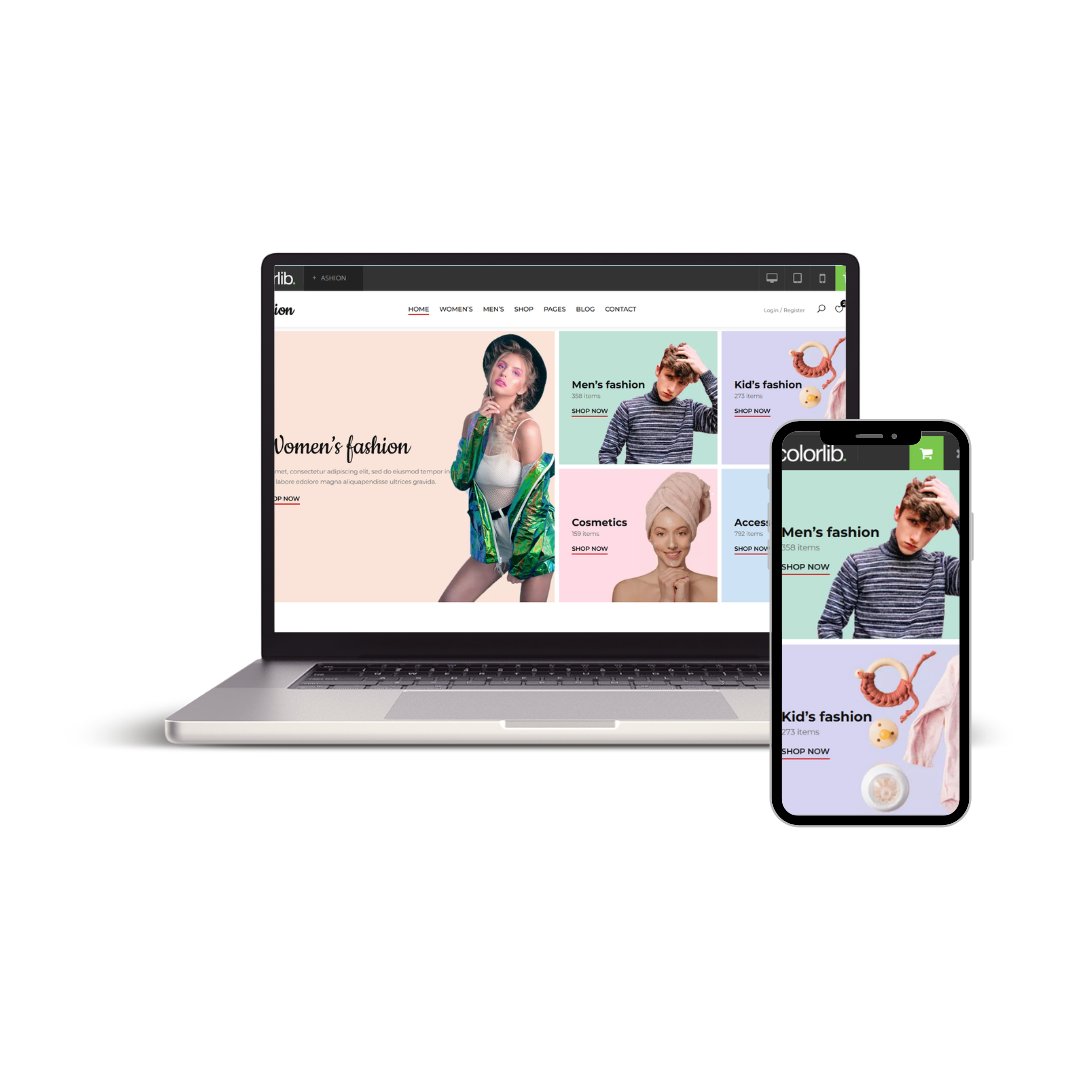 rlib.
+ ASHION
ion
HOME WOMEN'S MEN'S SHOP PAGES BLOG CONTACT
Login / Register
Women's fashion
met, consectetur adipiscing elit, sed do eiusmod tempor in
labore edolore magna aliquapendisse ultrices gravida.
OP NOW
Men's fashion
358 items
SHOP NOW
Kid's fashion
273 items
SHOP NOW
Cosmetics
159 items
SHOP NOW
Access
792 items
SHOP NOW
colorlib.
Men's fashion
358 items
SHOP NOW
Kid's fashion
273 items
SHOP NOW